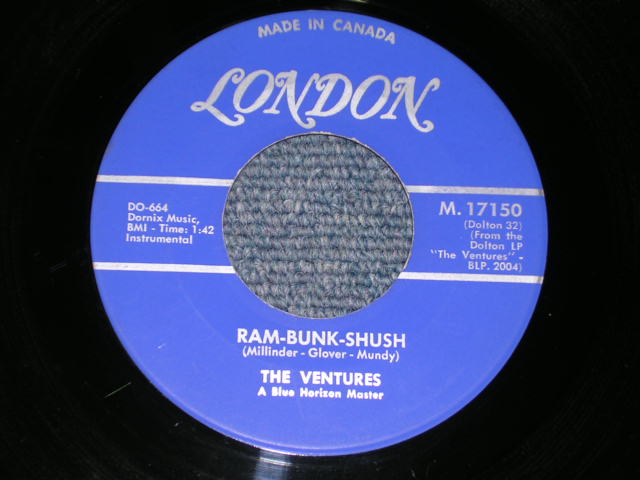 MADE IN CANADA
LONDON
DO-664
Dornix Music,
BMI - Time: 1:42
Instrumental
M. 17150
(Dolton 32)
(From the
Dolton LP
"The Ventures" -
BLP. 2004)
RAM-BUNK-SHUSH
(Millinder - Glover - Mundy)
THE VENTURES
A Blue Horizon Master